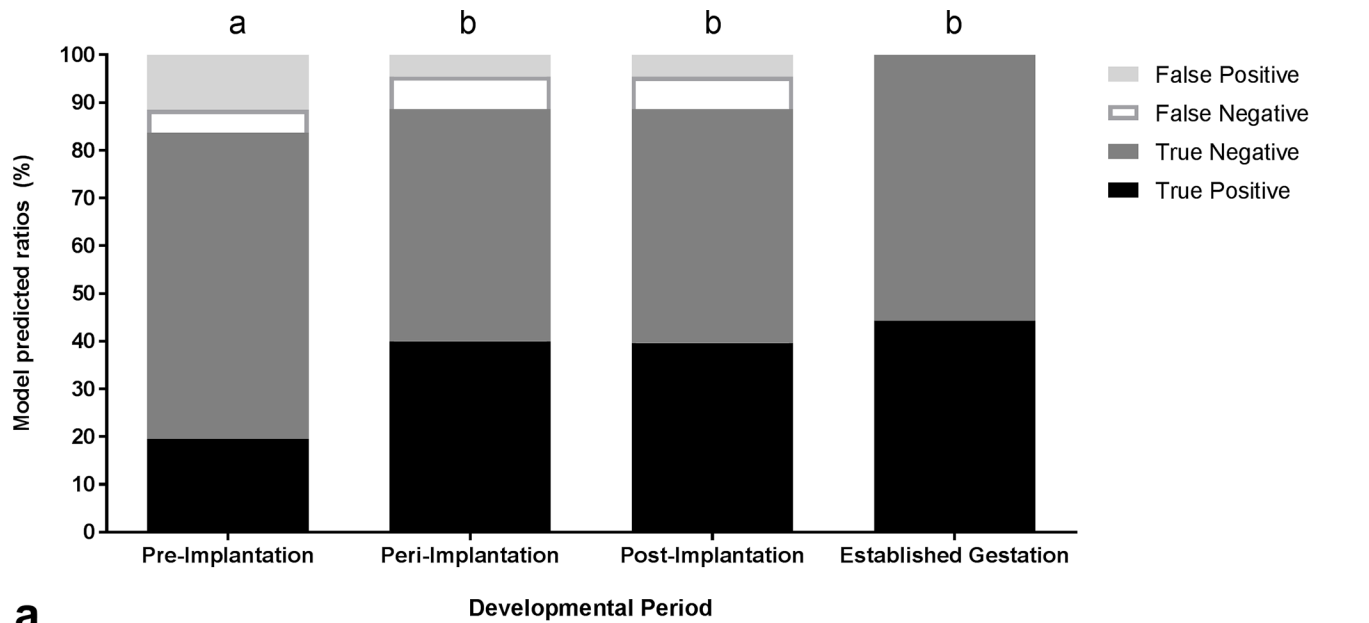 a b b b
100
90
80
70
60
50
40
30
20
10
0
Model predicted ratios (%)
Pre-Implantation Peri-Implantation Post-Implantation Established Gestation
Developmental Period
False Positive
False Negative
True Negative
True Positive
a